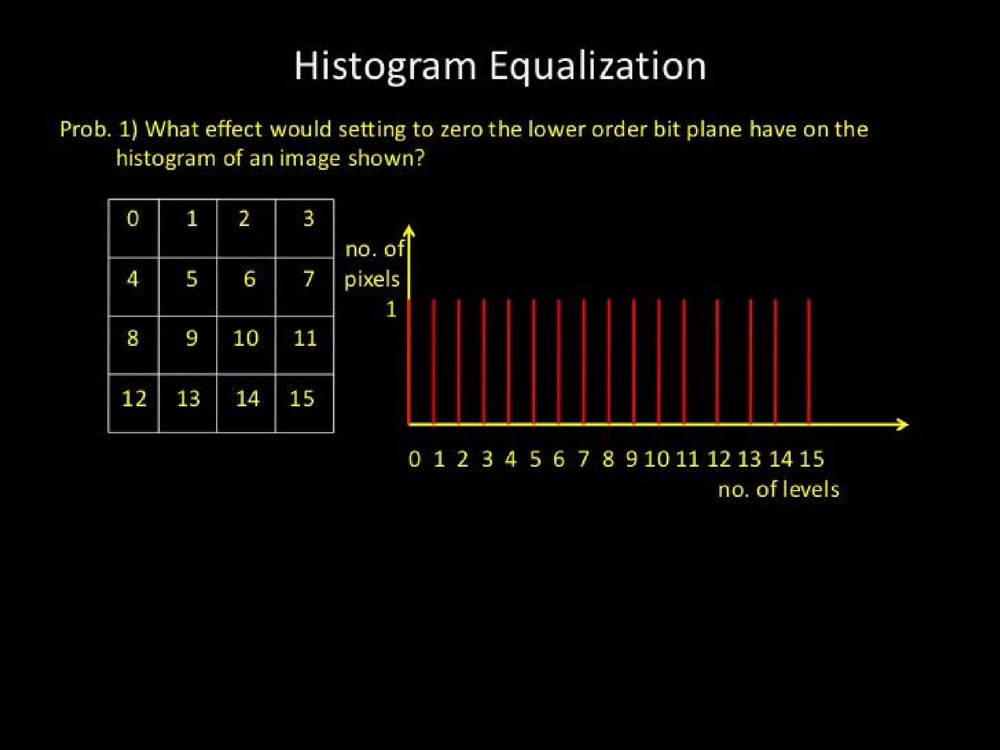 Histogram Equalization
Prob. 1) What effect would setting to zero the lower order bit plane have on the
histogram of an image shown?
0 1 2 3
4 5 6 7
8 9 10 11
12 13 14 15
no. of
pixels
1
0 1 2 3 4 5 6 7 8 9 10 11 12 13 14 15
no. of levels